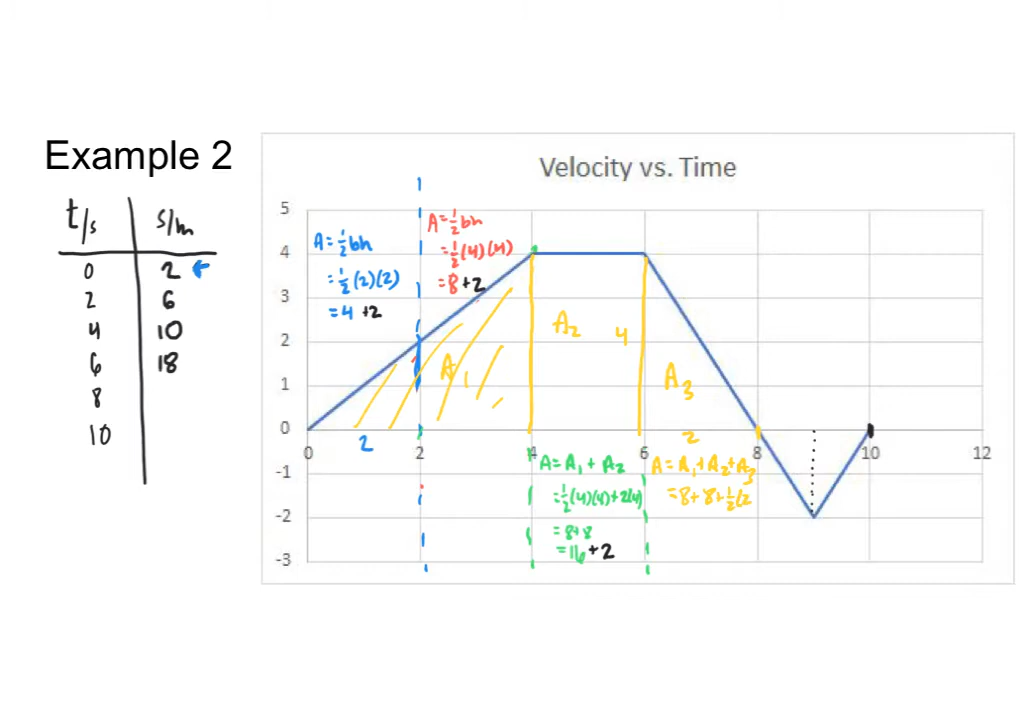 Example 2
t/s s/m
0 2
2 6
4 10
6 18
8
10
Velocity vs. Time
5
4
3
2
1
0
-1
-2
-3
0 2 4 6 8 10 12
A=½bh
=½(2)(2)
=4 +2
A=½bh
=½(4)(4)
=8+2
A₁
2
A₂
4
A₃
2
A=A₁+A₂
=½(4)(4)+2(4)
=8+8
=16+2
A=A₁+A₂+A₃
=8+8+½(2